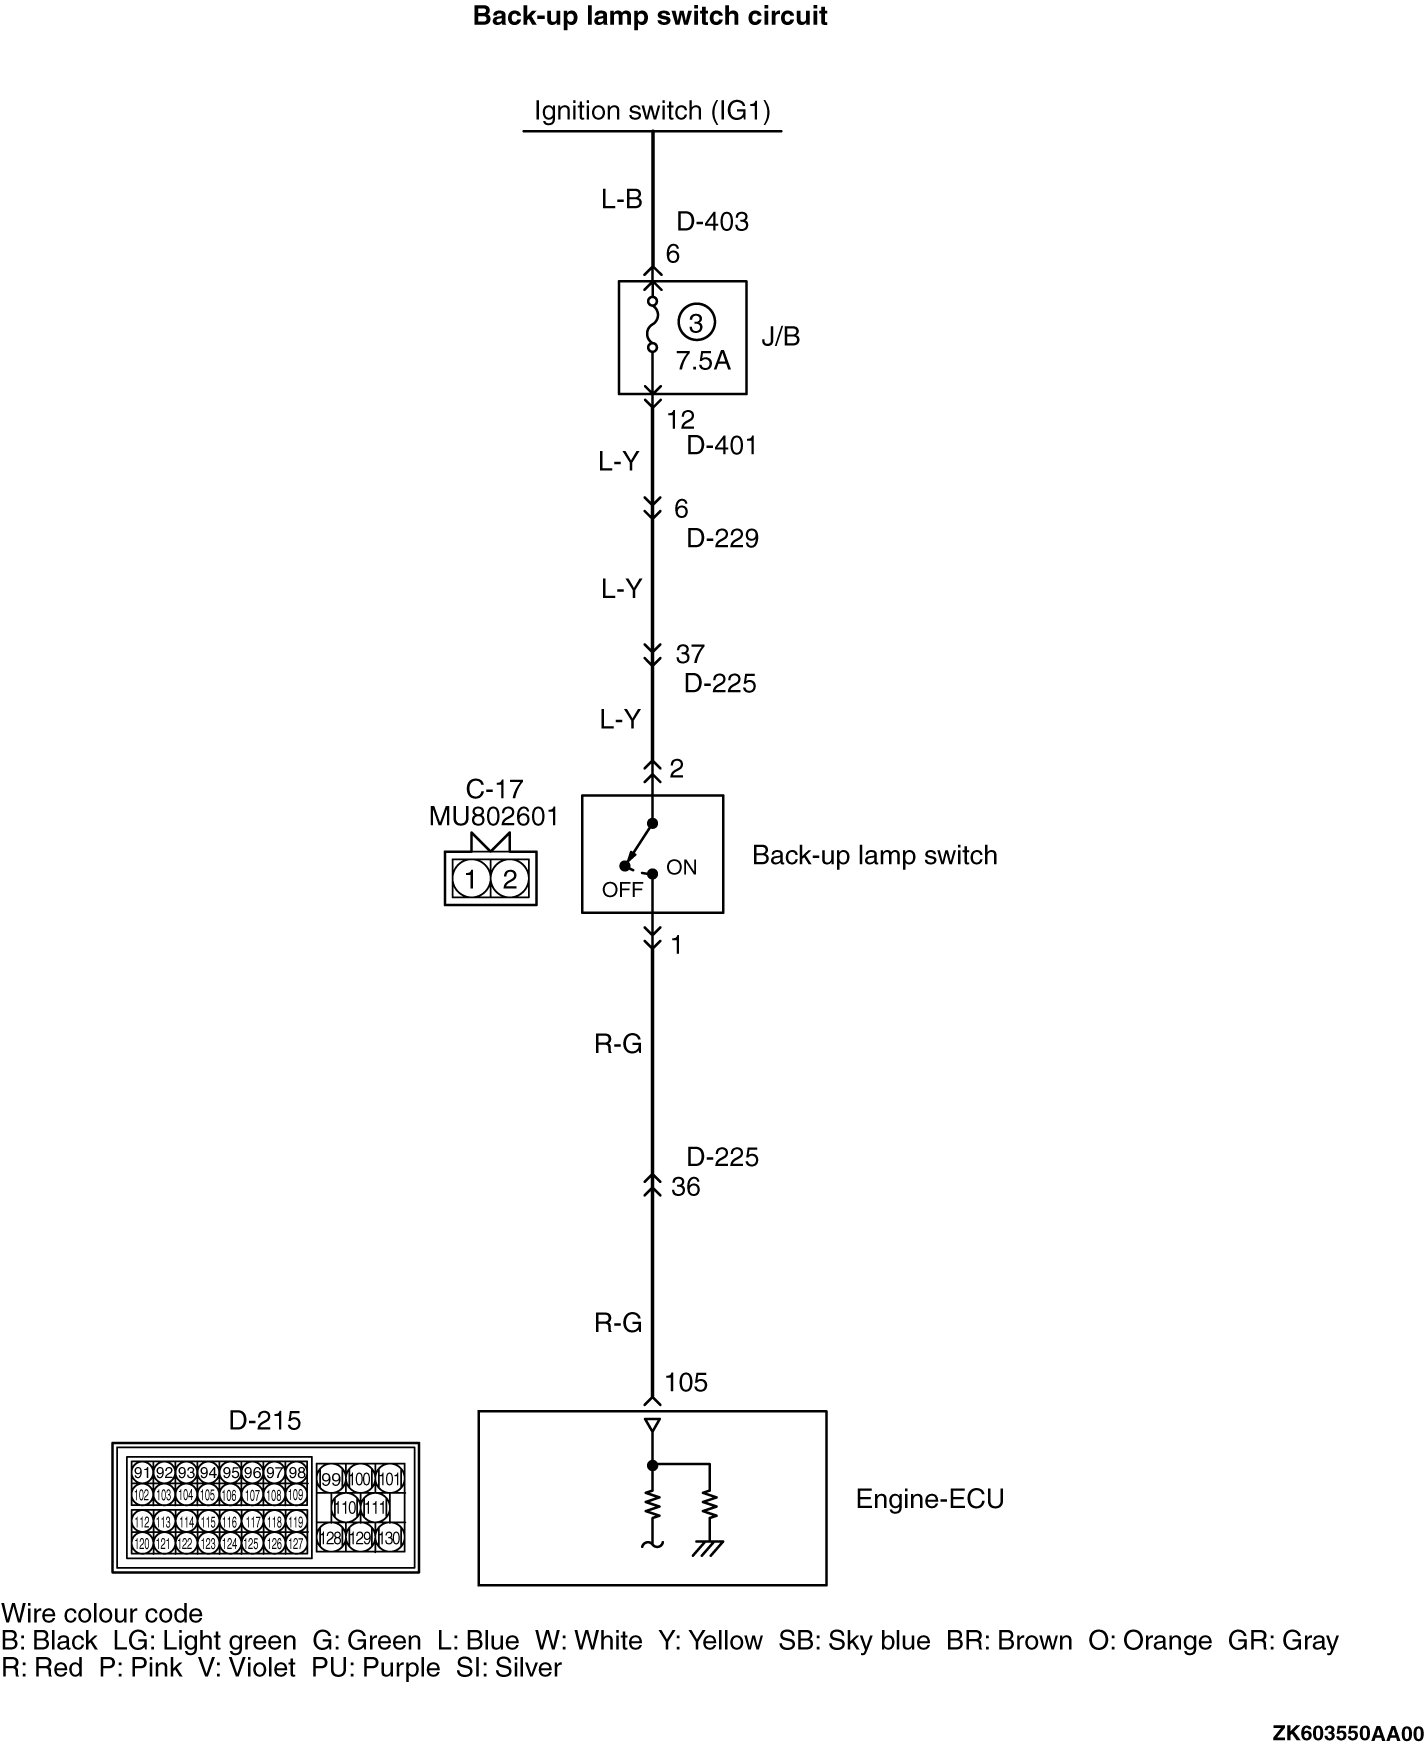 Back-up lamp switch circuit
Ignition switch (IG1)
L-B
D-403
6
3
7.5A
J/B
12
D-401
L-Y
6
D-229
L-Y
37
D-225
L-Y
2
C-17
MU802601
1 2
ON
OFF
Back-up lamp switch
1
R-G
D-225
36
R-G
105
D-215
91 92 93 94 95 96 97 98 99 100 101
102 103 104 105 106 107 108 109 110 111
112 113 114 115 116 117 118 119
120 121 122 123 124 125 126 127 128 129 130
Engine-ECU
Wire colour code
B: Black LG: Light green G: Green L: Blue W: White Y: Yellow SB: Sky blue BR: Brown O: Orange GR: Gray
R: Red P: Pink V: Violet PU: Purple SI: Silver
ZK603550AA00